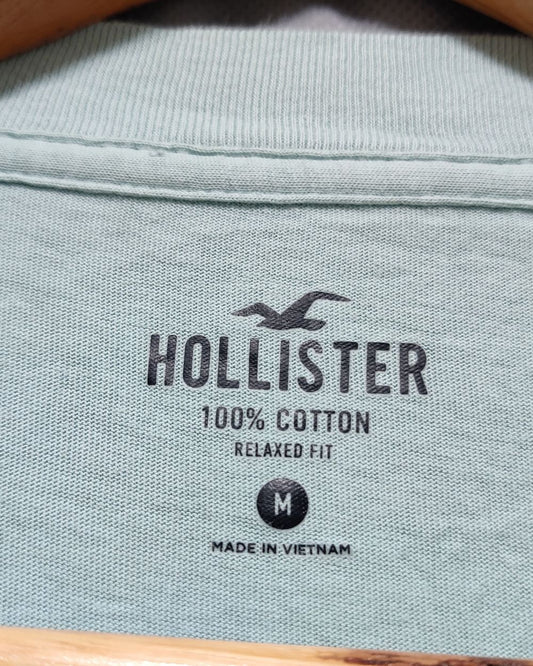 HOLLISTER
100% COTTON
RELAXED FIT
M
MADE IN VIETNAM